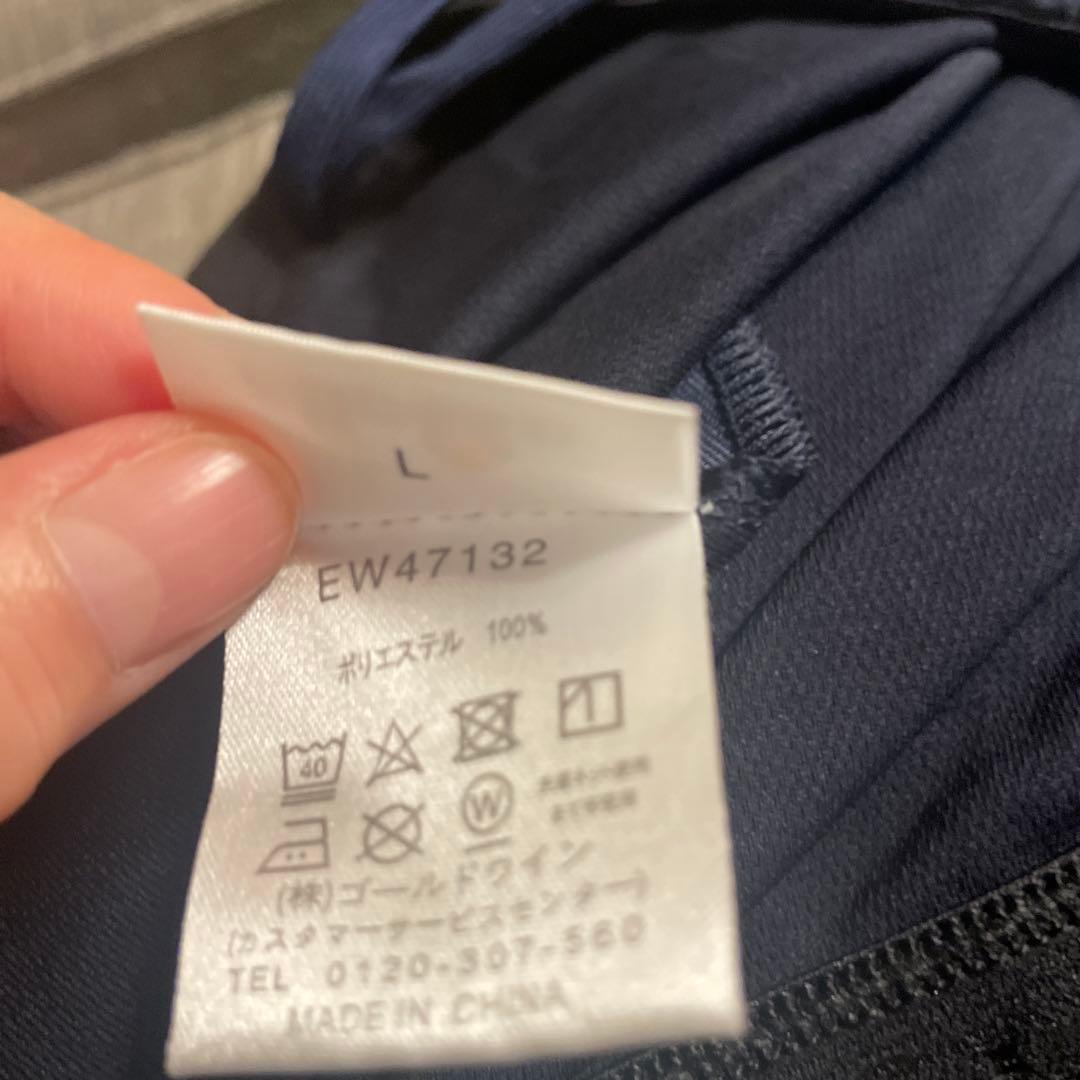 L
EW47132
ポリエステル 100%
40
W
(株)ゴールドウイン
(カスタマーサービスセンター)
TEL 0120-307-560
MADE IN CHINA